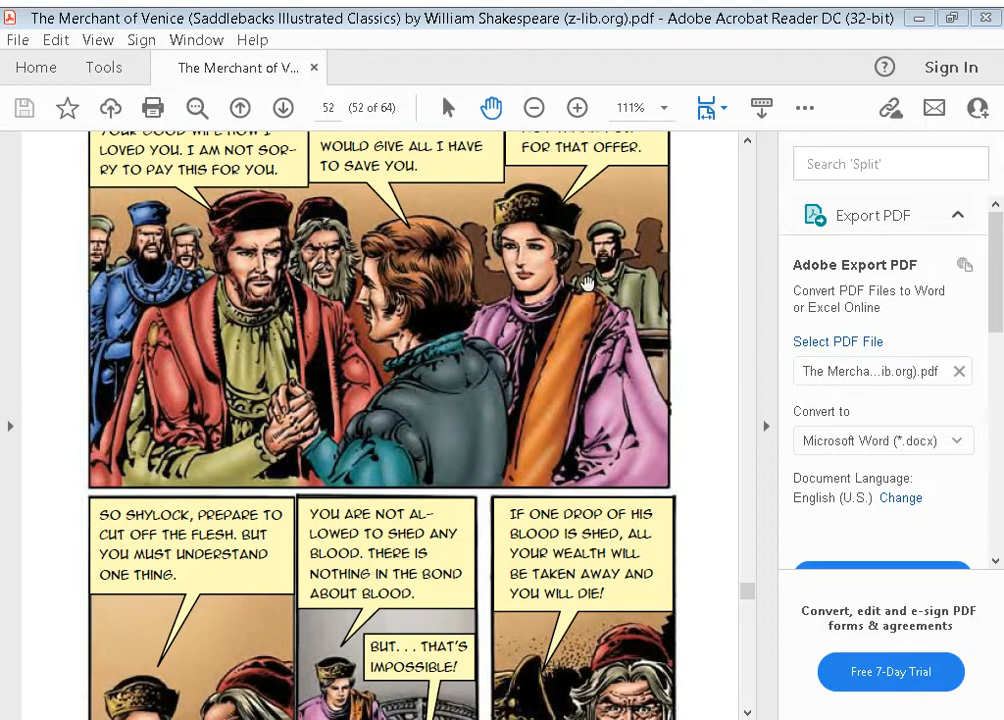 The Merchant of Venice (Saddlebacks Illustrated Classics) by William Shakespeare (z-lib.org).pdf - Adobe Acrobat Reader DC (32-bit)
File Edit View Sign Window Help
Home Tools The Merchant of V... Sign In
52 (52 of 64) 111%
LOVED YOU. I AM NOT SOR-
RY TO PAY THIS FOR YOU.
WOULD GIVE ALL I HAVE
TO SAVE YOU.
FOR THAT OFFER.
SO SHYLOCK, PREPARE TO
CUT OFF THE FLESH. BUT
YOU MUST UNDERSTAND
ONE THING.
YOU ARE NOT AL-
LOWED TO SHED ANY
BLOOD. THERE IS
NOTHING IN THE BOND
ABOUT BLOOD.
BUT. . . THAT'S
IMPOSSIBLE!
IF ONE DROP OF HIS
BLOOD IS SHED, ALL
YOUR WEALTH WILL
BE TAKEN AWAY AND
YOU WILL DIE!
Search 'Split'
Export PDF
Adobe Export PDF
Convert PDF Files to Word
or Excel Online
Select PDF File
The Mercha...ib.org).pdf
Convert to
Microsoft Word (*.docx)
Document Language:
English (U.S.) Change
Convert, edit and e-sign PDF
forms & agreements
Free 7-Day Trial